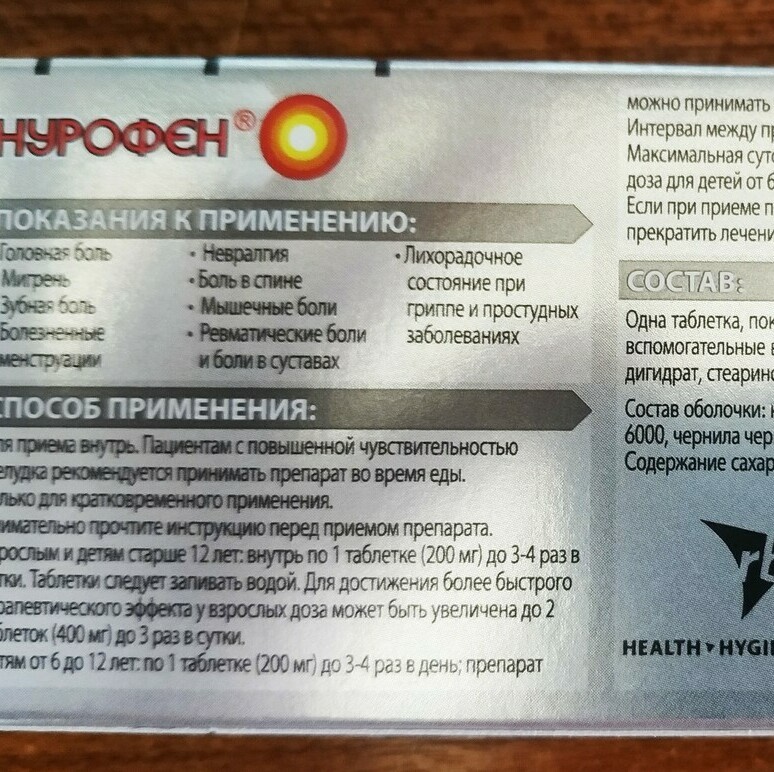 НУРОФЕН®
ПОКАЗАНИЯ К ПРИМЕНЕНИЮ:
Головная боль
Мигрень
Зубная боль
Болезненные
менструации
• Невралгия
• Боль в спине
• Мышечные боли
• Ревматические боли
и боли в суставах
• Лихорадочное
состояние при
гриппе и простудных
заболеваниях
СПОСОБ ПРИМЕНЕНИЯ:
ля приема внутрь. Пациентам с повышенной чувствительностью
елудка рекомендуется принимать препарат во время еды.
лько для кратковременного применения.
имательно прочтите инструкцию перед приемом препарата.
рослым и детям старше 12 лет: внутрь по 1 таблетке (200 мг) до 3-4 раз в
тки. Таблетки следует запивать водой. Для достижения более быстрого
рапевтического эффекта у взрослых доза может быть увеличена до 2
блеток (400 мг) до 3 раз в сутки.
тям от 6 до 12 лет: по 1 таблетке (200 мг) до 3-4 раз в день; препарат
можно принимать
Интервал между пр
Максимальная суто
доза для детей от 6
Если при приеме п
прекратить лечени
СОСТАВ:
Одна таблетка, пок
вспомогательные в
дигидрат, стеарино
Состав оболочки: к
6000, чернила чер
Содержание сахар
HEALTH • HYGI